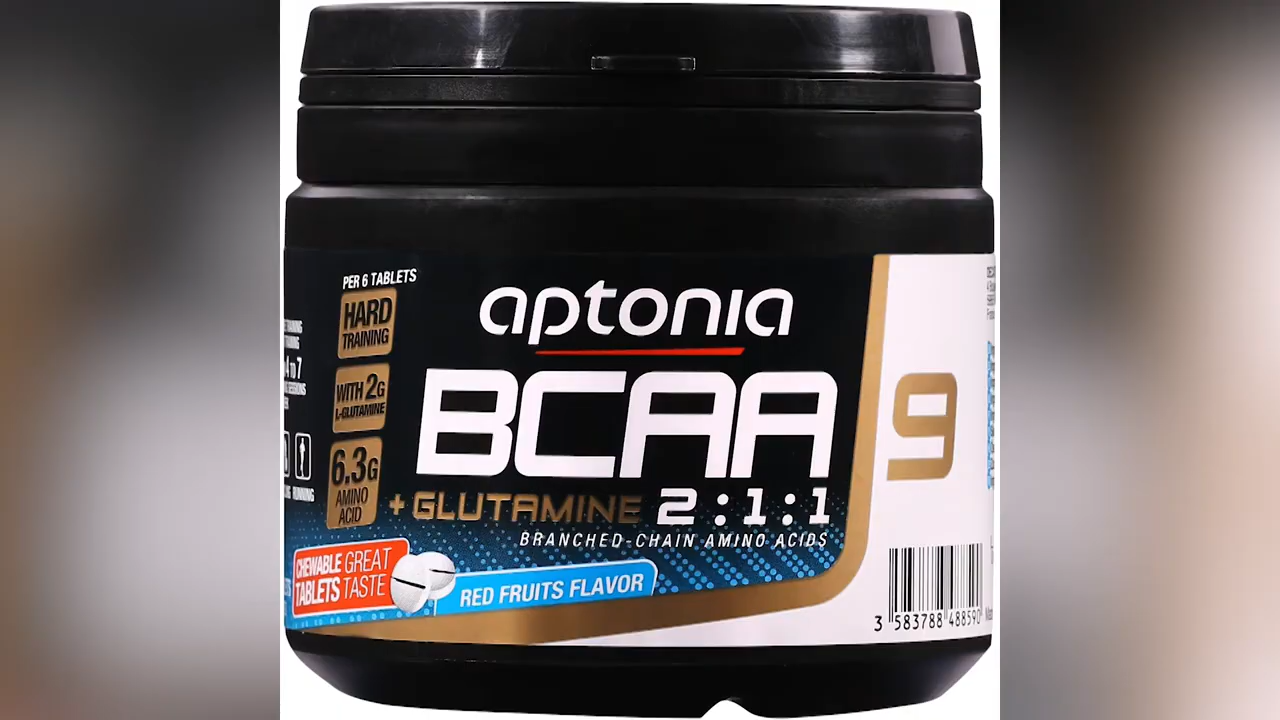 PER 6 TABLETS
HARD
TRAINING
WITH 2G
L-GLUTAMINE
6.3G
AMINO
ACID
aptonia
BCAA 9
+ GLUTAMINE 2:1:1
BRANCHED-CHAIN AMINO ACIDS
CHEWABLE GREAT
TABLETS TASTE
RED FRUITS FLAVOR
RUNNING
3 583788 488590